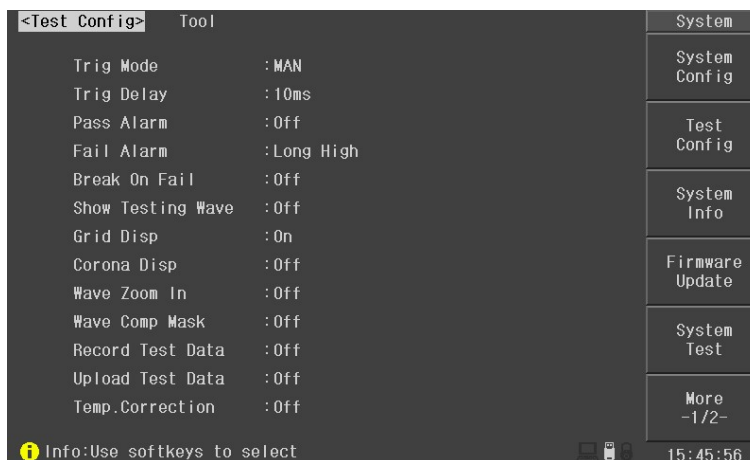 <Test Config> Tool
Trig Mode :MAN
Trig Delay :10ms
Pass Alarm :Off
Fail Alarm :Long High
Break On Fail :Off
Show Testing Wave :Off
Grid Disp :On
Corona Disp :Off
Wave Zoom In :Off
Wave Comp Mask :Off
Record Test Data :Off
Upload Test Data :Off
Temp.Correction :Off
Info:Use softkeys to select
System
System
Config
Test
Config
System
Info
Firmware
Update
System
Test
More
-1/2-
15:45:56